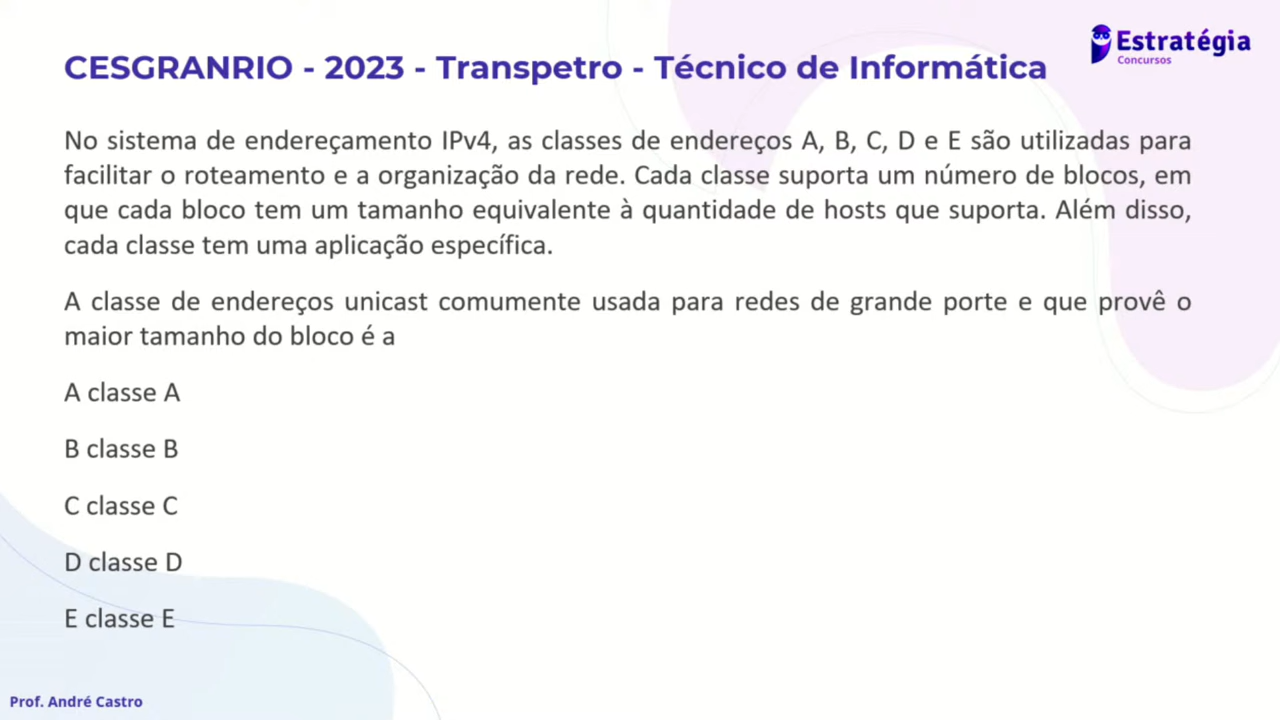 CESGRANRIO - 2023 - Transpetro - Técnico de Informática
Estratégia
Concursos
No sistema de endereçamento IPv4, as classes de endereços A, B, C, D e E são utilizadas para
facilitar o roteamento e a organização da rede. Cada classe suporta um número de blocos, em
que cada bloco tem um tamanho equivalente à quantidade de hosts que suporta. Além disso,
cada classe tem uma aplicação específica.
A classe de endereços unicast comumente usada para redes de grande porte e que provê o
maior tamanho do bloco é a
A classe A
B classe B
C classe C
D classe D
E classe E
Prof. André Castro